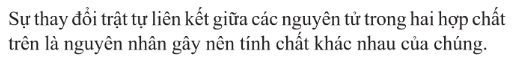 Sự thay đổi trật tự liên kết giữa các nguyên tử trong hai hợp chất
trên là nguyên nhân gây nên tính chất khác nhau của chúng.